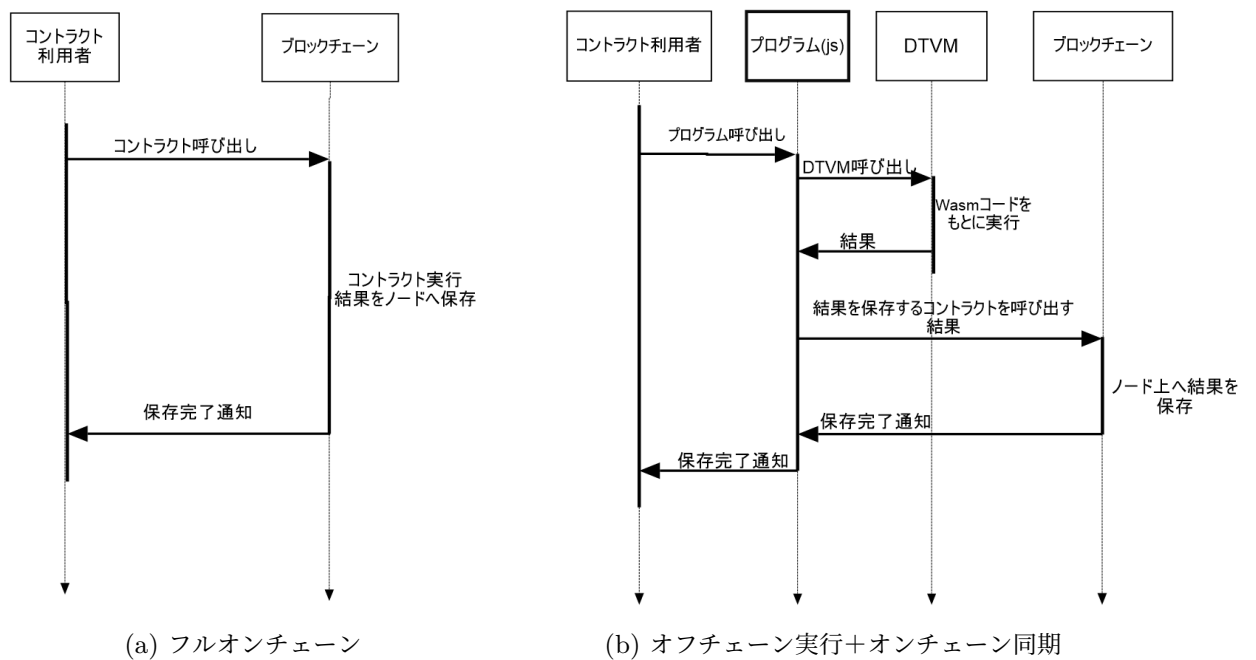 コントラクト
利用者
ブロックチェーン
コントラクト呼び出し
コントラクト実行
結果をノードへ保存
保存完了通知
(a) フルオンチェーン
コントラクト利用者
プログラム(js)
DTVM
ブロックチェーン
プログラム呼び出し
DTVM呼び出し
Wasmコードを
もとに実行
結果
結果を保存するコントラクトを呼び出す
結果
ノード上へ結果を
保存
保存完了通知
保存完了通知
(b) オフチェーン実行+オンチェーン同期